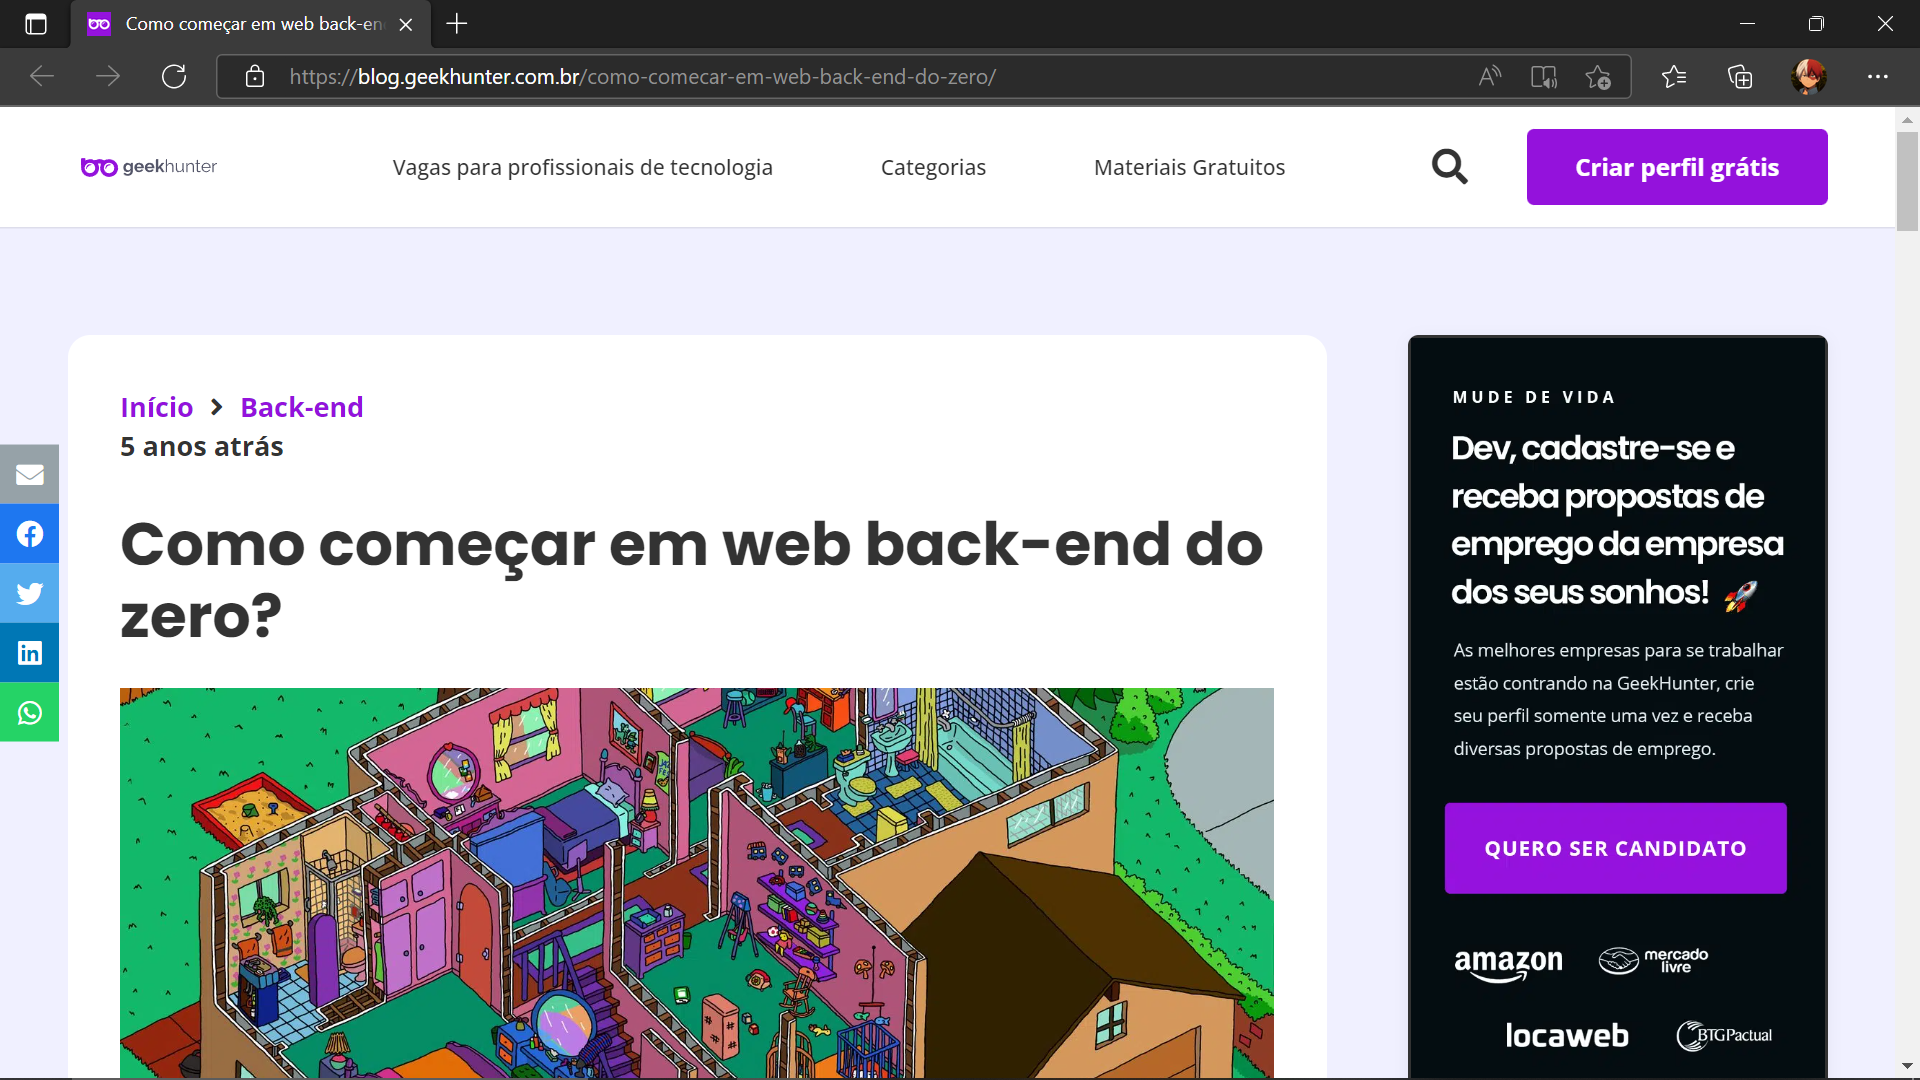 Como começar em web back-en
https://blog.geekhunter.com.br/como-comecar-em-web-back-end-do-zero/
geekhunter
Vagas para profissionais de tecnologia
Categorias
Materiais Gratuitos
Criar perfil grátis
Início > Back-end
5 anos atrás
Como começar em web back-end do
zero?
MUDE DE VIDA
Dev, cadastre-se e
receba propostas de
emprego da empresa
dos seus sonhos! 🚀
As melhores empresas para se trabalhar
estão contrando na GeekHunter, crie
seu perfil somente uma vez e receba
diversas propostas de emprego.
QUERO SER CANDIDATO
amazon
mercado
livre
locaweb
BTGPactual